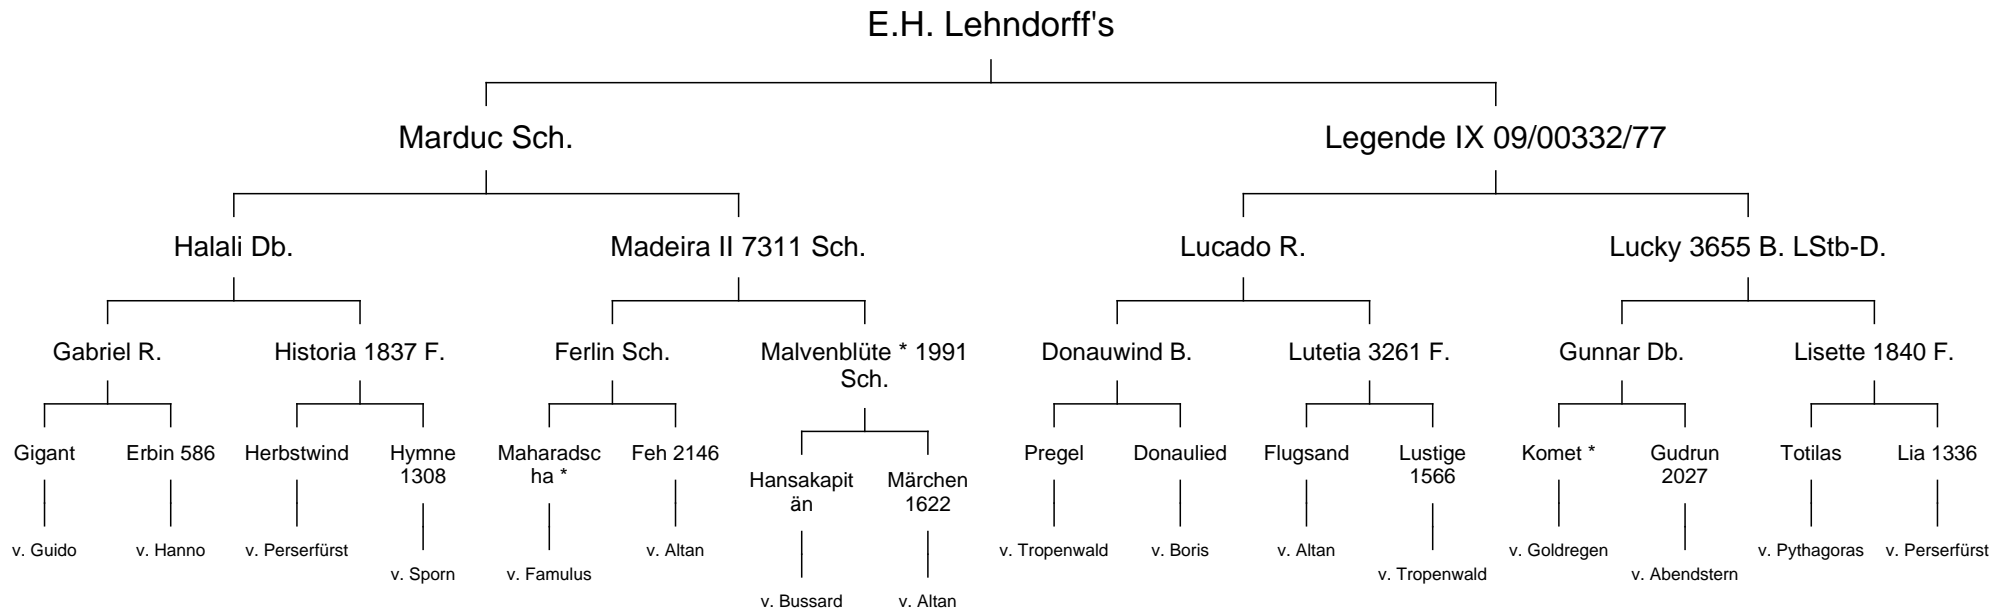 E.H. Lehndorff's
Marduc Sch.
Legende IX 09/00332/77
Halali Db.
Madeira II 7311 Sch.
Lucado R.
Lucky 3655 B. LStb-D.
Gabriel R.
Historia 1837 F.
Ferlin Sch.
Malvenblüte * 1991
Sch.
Donauwind B.
Lutetia 3261 F.
Gunnar Db.
Lisette 1840 F.
Gigant
Erbin 586
Herbstwind
Hymne
1308
Maharadsc
ha *
Feh 2146
Hansakapit
än
Märchen
1622
Pregel
Donaulied
Flugsand
Lustige
1566
Komet *
Gudrun
2027
Totilas
Lia 1336
v. Guido
v. Hanno
v. Perserfürst
v. Sporn
v. Famulus
v. Altan
v. Bussard
v. Altan
v. Tropenwald
v. Boris
v. Altan
v. Tropenwald
v. Goldregen
v. Abendstern
v. Pythagoras
v. Perserfürst